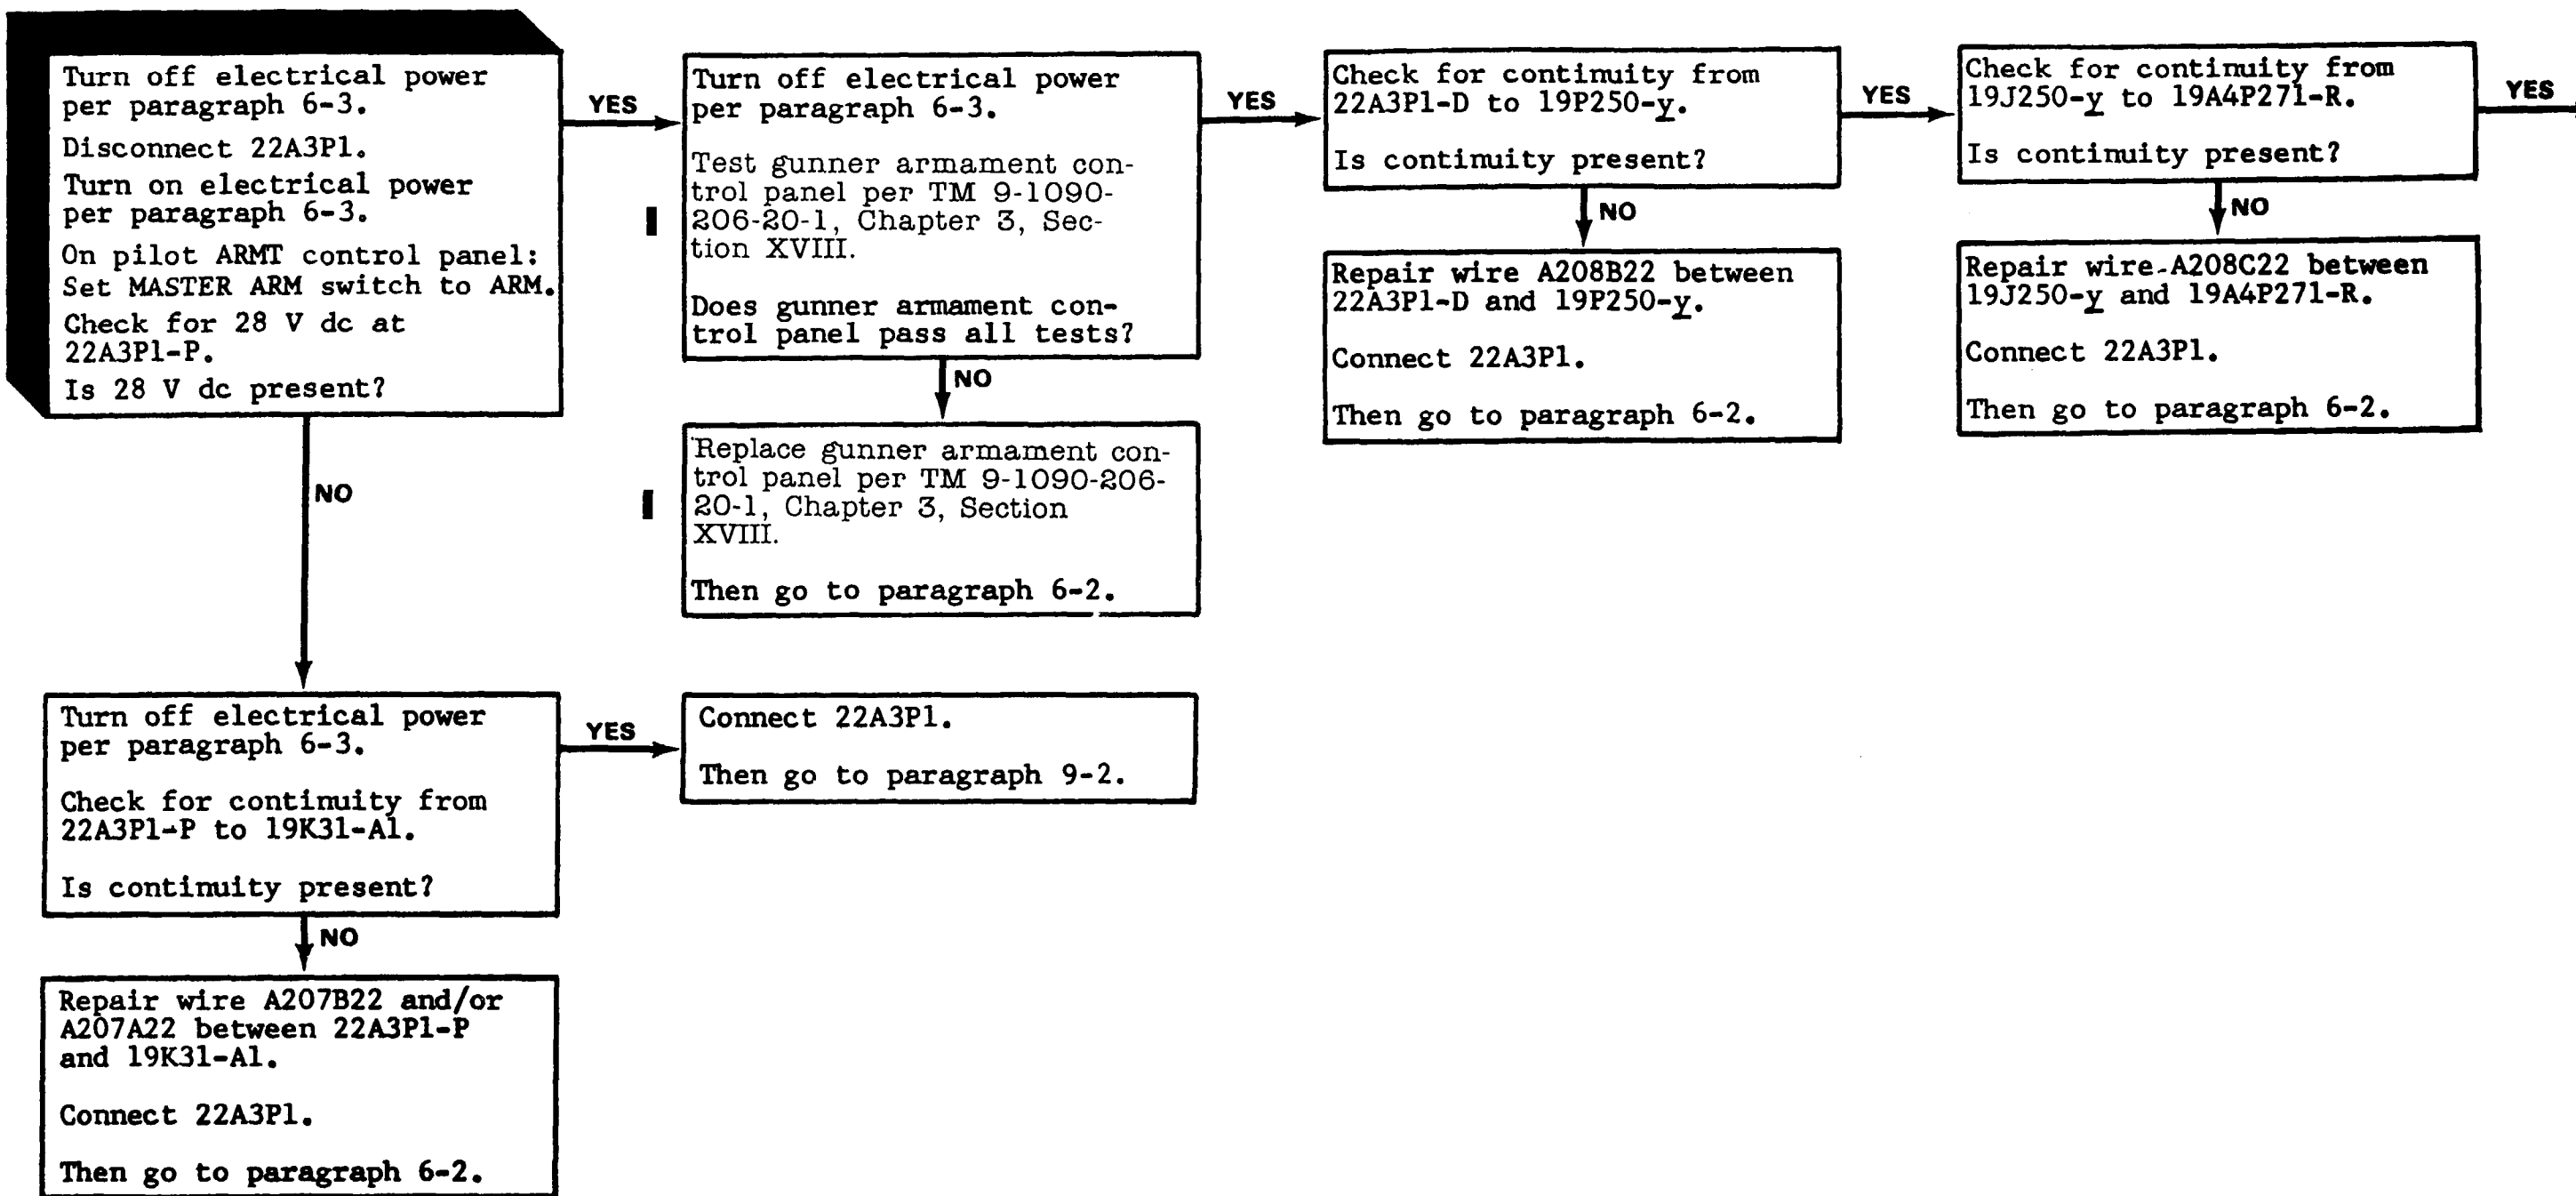 Turn off electrical power
per paragraph 6-3.
Disconnect 22A3P1.
Turn on electrical power
per paragraph 6-3.
On pilot ARMT control panel:
Set MASTER ARM switch to ARM.
Check for 28 V dc at
22A3P1-P.
Is 28 V dc present?
YES
Turn off electrical power
per paragraph 6-3.
Test gunner armament con-
trol panel per TM 9-1090-
206-20-1, Chapter 3, Sec-
tion XVIII.
Does gunner armament con-
trol panel pass all tests?
YES
Check for continuity from
22A3P1-D to 19P250-y.
Is continuity present?
YES
Check for continuity from
19J250-y to 19A4P271-R.
Is continuity present?
YES
NO
Repair wire A208B22 between
22A3P1-D and 19P250-y.
Connect 22A3P1.
Then go to paragraph 6-2.
NO
Repair wire A208C22 between
19J250-y and 19A4P271-R.
Connect 22A3P1.
Then go to paragraph 6-2.
NO
Replace gunner armament con-
trol panel per TM 9-1090-206-
20-1, Chapter 3, Section
XVIII.
Then go to paragraph 6-2.
NO
Turn off electrical power
per paragraph 6-3.
Check for continuity from
22A3P1-P to 19K31-A1.
Is continuity present?
YES
Connect 22A3P1.
Then go to paragraph 9-2.
NO
Repair wire A207B22 and/or
A207A22 between 22A3P1-P
and 19K31-A1.
Connect 22A3P1.
Then go to paragraph 6-2.